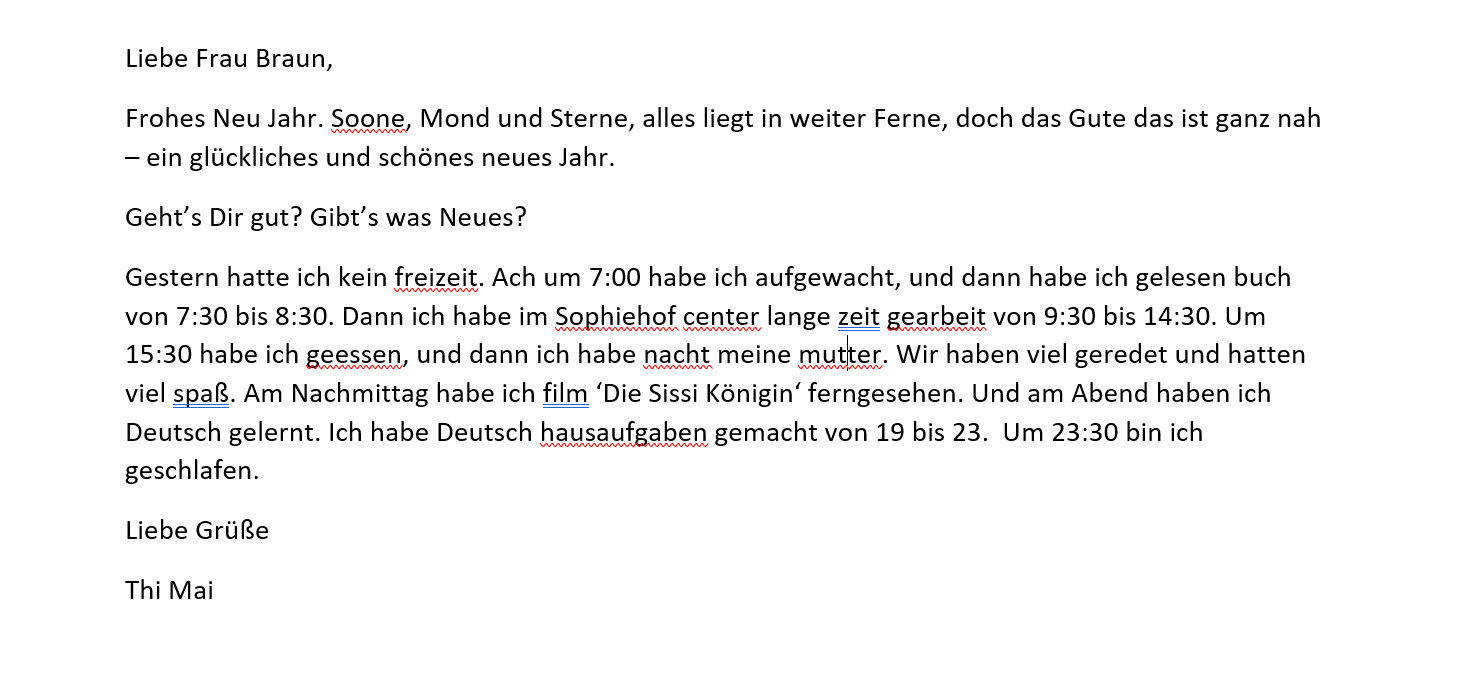 Liebe Frau Braun,
Frohes Neu Jahr. Soone, Mond und Sterne, alles liegt in weiter Ferne, doch das Gute das ist ganz nah
– ein glückliches und schönes neues Jahr.
Geht’s Dir gut? Gibt’s was Neues?
Gestern hatte ich kein freizeit. Ach um 7:00 habe ich aufgewacht, und dann habe ich gelesen buch
von 7:30 bis 8:30. Dann ich habe im Sophiehof center lange zeit gearbeit von 9:30 bis 14:30. Um
15:30 habe ich geessen, und dann ich habe nacht meine mutter. Wir haben viel geredet und hatten
viel spaß. Am Nachmittag habe ich film ‘Die Sissi Königin‘ ferngesehen. Und am Abend haben ich
Deutsch gelernt. Ich habe Deutsch hausaufgaben gemacht von 19 bis 23.  Um 23:30 bin ich
geschlafen.
Liebe Grüße
Thi Mai